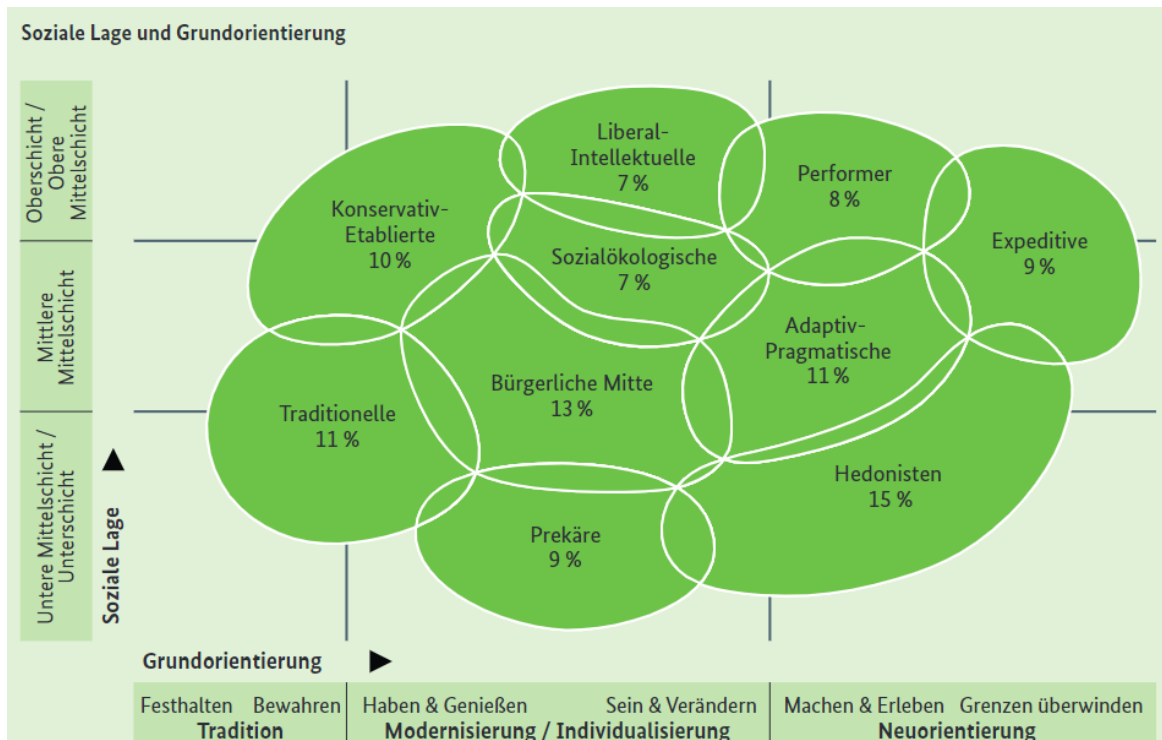 Soziale Lage und Grundorientierung
Oberschicht /
Obere
Mittelschicht
Mittlere
Mittelschicht
Untere Mittelschicht /
Unterschicht
Soziale Lage
Liberal-
Intellektuelle
7 %
Performer
8 %
Konservativ-
Etablierte
10 %
Sozialökologische
7 %
Expeditive
9 %
Adaptiv-
Pragmatische
11 %
Bürgerliche Mitte
13 %
Traditionelle
11 %
Hedonisten
15 %
Prekäre
9 %
Grundorientierung
Festhalten Bewahren
Tradition
Haben & Genießen Sein & Verändern
Modernisierung / Individualisierung
Machen & Erleben Grenzen überwinden
Neuorientierung